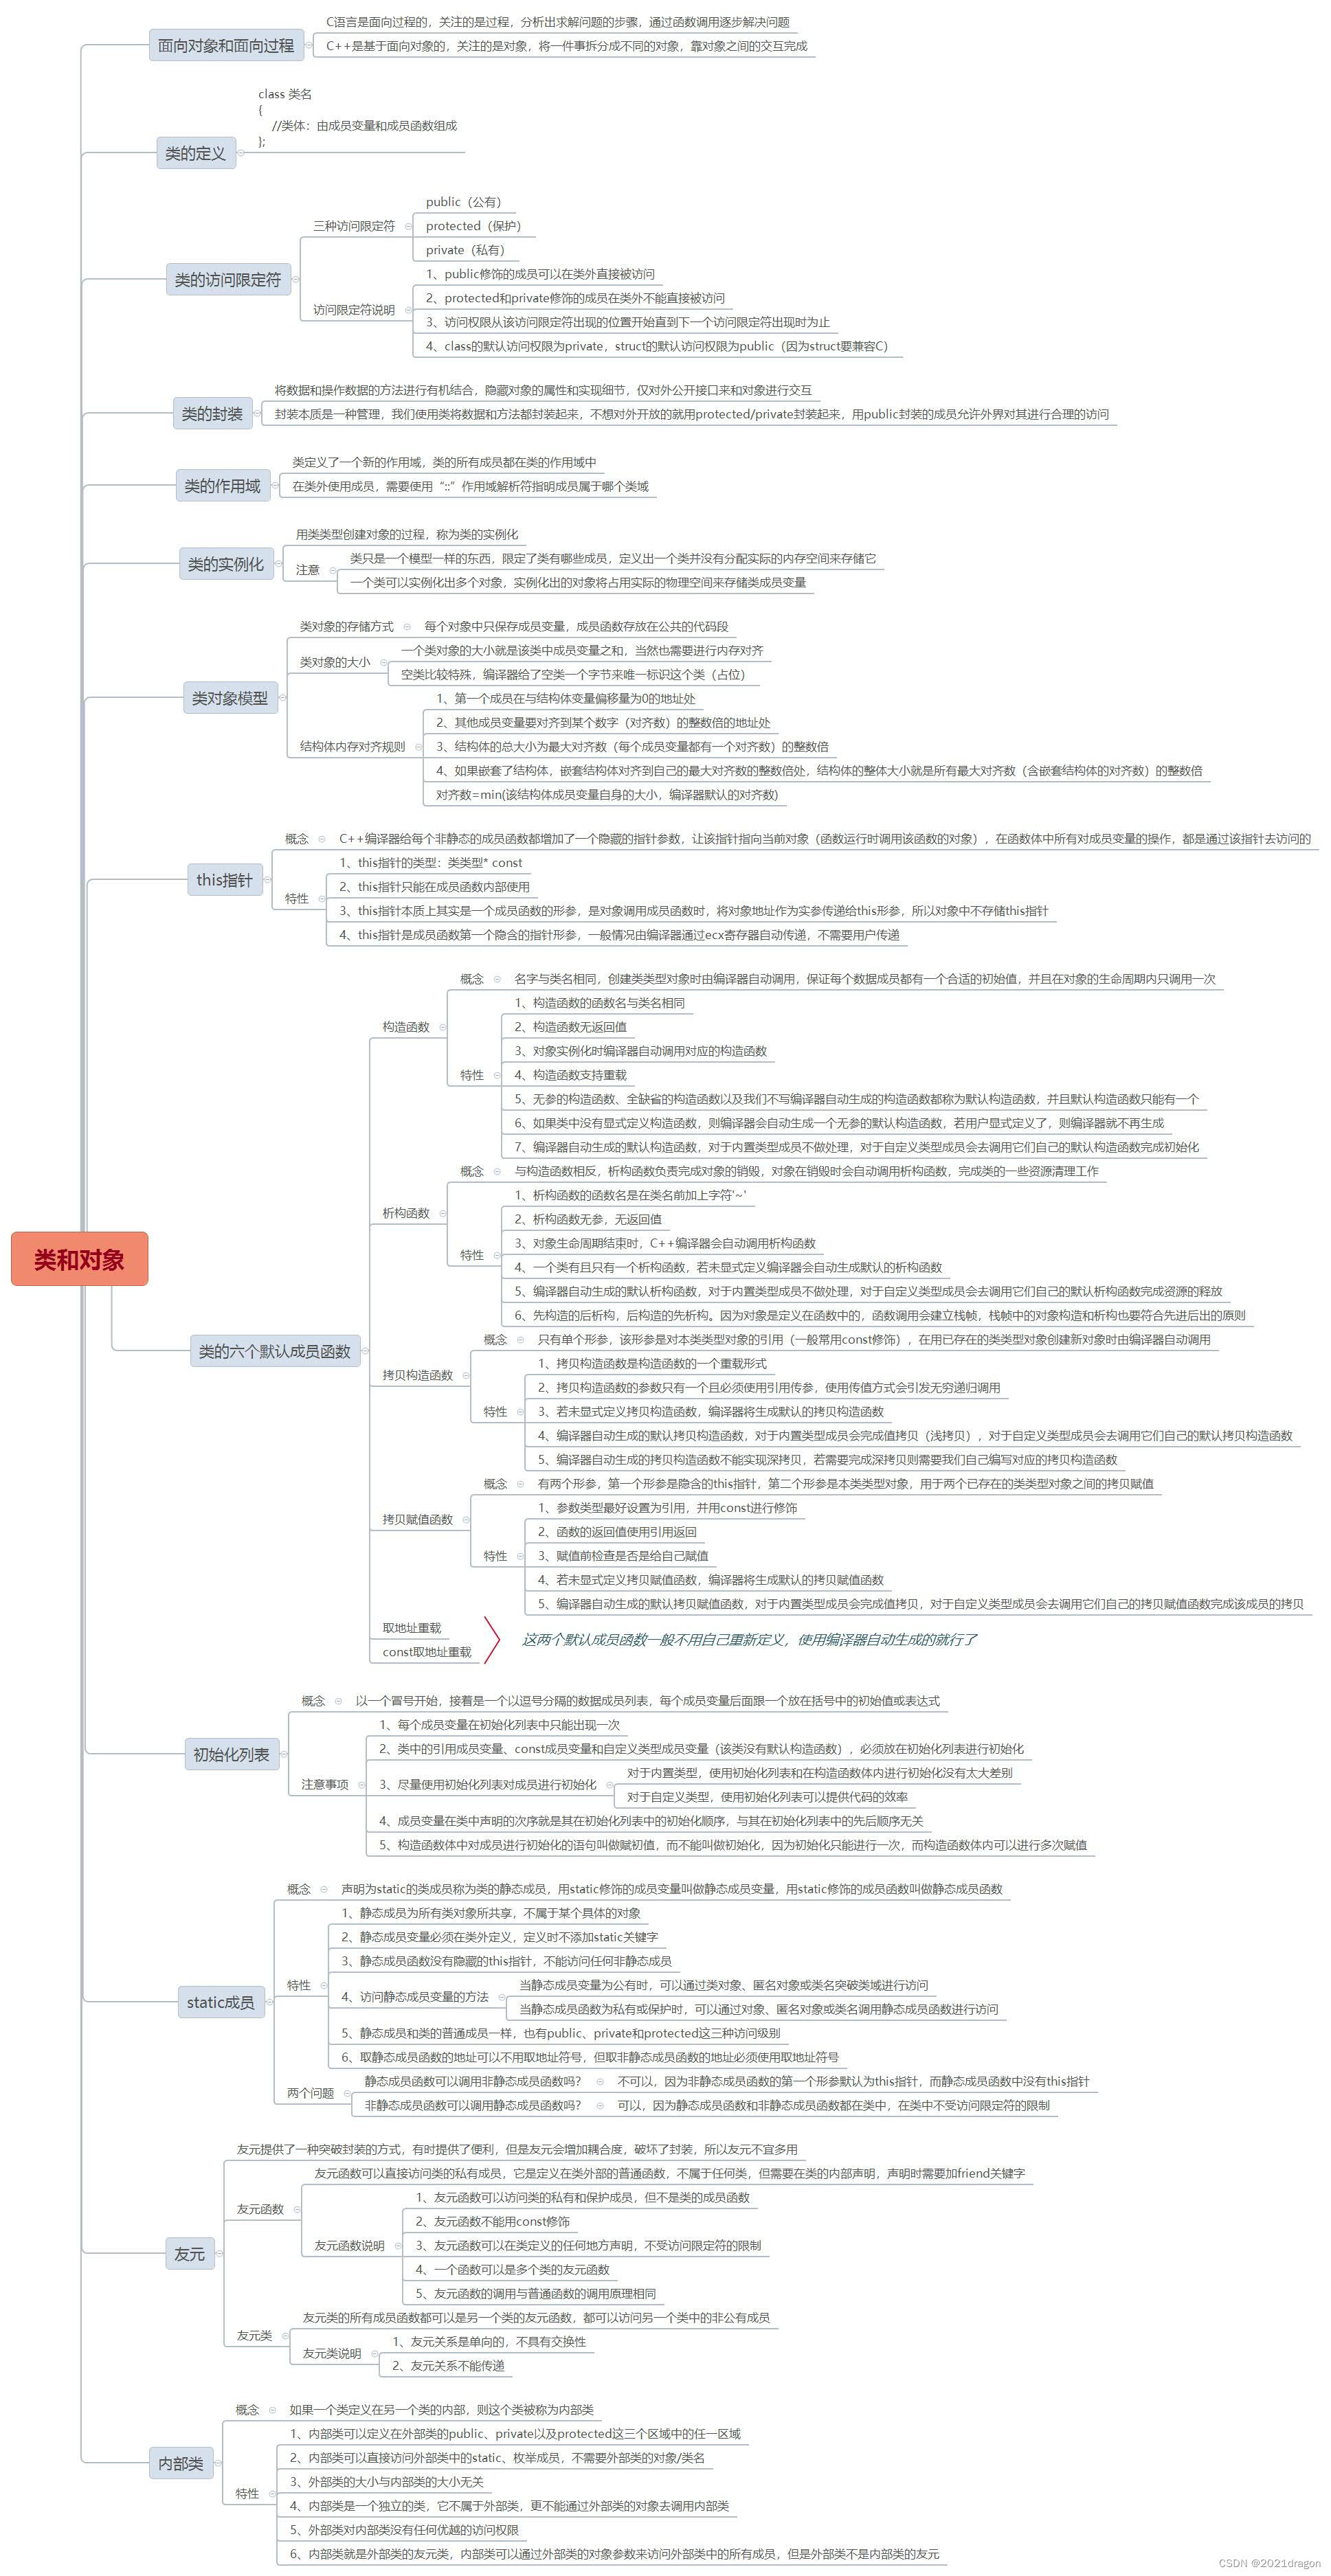 面向对象和面向过程
C语言是面向过程的，关注的是过程，分析出求解问题的步骤，通过函数调用逐步解决问题
C++是基于面向对象的，关注的是对象，将一件事拆分成不同的对象，靠对象之间的交互完成
类的定义
class 类名
{
//类体：由成员变量和成员函数组成
};
类的访问限定符
三种访问限定符
public（公有）
protected（保护）
private（私有）
访问限定符说明
1、public修饰的成员可以在类外直接被访问
2、protected和private修饰的成员在类外不能直接被访问
3、访问权限从该访问限定符出现的位置开始直到下一个访问限定符出现时为止
4、class的默认访问权限为private，struct的默认访问权限为public（因为struct要兼容C）
类的封装
将数据和操作数据的方法进行有机结合，隐藏对象的属性和实现细节，仅对外公开接口来和对象进行交互
封装本质是一种管理，我们使用类将数据和方法都封装起来，不想对外开放的就用protected/private封装起来，用public封装的成员允许外界对其进行合理的访问
类的作用域
类定义了一个新的作用域，类的所有成员都在类的作用域中
在类外使用成员，需要使用“::”作用域解析符指明成员属于哪个类域
类的实例化
用类类型创建对象的过程，称为类的实例化
注意
类只是一个模型一样的东西，限定了类有哪些成员，定义出一个类并没有分配实际的内存空间来存储它
一个类可以实例化出多个对象，实例化出的对象将占用实际的物理空间来存储类成员变量
类对象模型
类对象的存储方式
每个对象中只保存成员变量，成员函数存放在公共的代码段
类对象的大小
一个类对象的大小就是该类中成员变量之和，当然也需要进行内存对齐
空类比较特殊，编译器给了空类一个字节来唯一标识这个类（占位）
结构体内存对齐规则
1、第一个成员在与结构体变量偏移量为0的地址处
2、其他成员变量要对齐到某个数字（对齐数）的整数倍的地址处
3、结构体的总大小为最大对齐数（每个成员变量都有一个对齐数）的整数倍
4、如果嵌套了结构体，嵌套结构体对齐到自己的最大对齐数的整数倍处，结构体的整体大小就是所有最大对齐数（含嵌套结构体的对齐数）的整数倍
对齐数=min(该结构体成员变量自身的大小，编译器默认的对齐数)
this指针
概念
C++编译器给每个非静态的成员函数都增加了一个隐藏的指针参数，让该指针指向当前对象（函数运行时调用该函数的对象），在函数体中所有对成员变量的操作，都是通过该指针去访问的
特性
1、this指针的类型：类类型* const
2、this指针只能在成员函数内部使用
3、this指针本质上其实是一个成员函数的形参，是对象调用成员函数时，将对象地址作为实参传递给this形参，所以对象中不存储this指针
4、this指针是成员函数第一个隐含的指针形参，一般情况由编译器通过ecx寄存器自动传递，不需要用户传递
类和对象
类的六个默认成员函数
构造函数
概念
名字与类名相同，创建类类型对象时由编译器自动调用，保证每个数据成员都有一个合适的初始值，并且在对象的生命周期内只调用一次
特性
1、构造函数的函数名与类名相同
2、构造函数无返回值
3、对象实例化时编译器自动调用对应的构造函数
4、构造函数支持重载
5、无参的构造函数、全缺省的构造函数以及我们不写编译器自动生成的构造函数都称为默认构造函数，并且默认构造函数只能有一个
6、如果类中没有显式定义构造函数，则编译器会自动生成一个无参的默认构造函数，若用户显式定义了，则编译器就不再生成
7、编译器自动生成的默认构造函数，对于内置类型成员不做处理，对于自定义类型成员会去调用它们自己的默认构造函数完成初始化
析构函数
概念
与构造函数相反，析构函数负责完成对象的销毁，对象在销毁时会自动调用析构函数，完成类的一些资源清理工作
特性
1、析构函数的函数名是在类名前加上字符'~'
2、析构函数无参，无返回值
3、对象生命周期结束时，C++编译器会自动调用析构函数
4、一个类有且只有一个析构函数，若未显式定义编译器会自动生成默认的析构函数
5、编译器自动生成的默认析构函数，对于内置类型成员不做处理，对于自定义类型成员会去调用它们自己的默认析构函数完成资源的释放
6、先构造的后析构，后构造的先析构。因为对象是定义在函数中的，函数调用会建立栈帧，栈帧中的对象构造和析构也要符合先进后出的原则
拷贝构造函数
概念
只有单个形参，该形参是对本类类型对象的引用（一般常用const修饰），在用已存在的类类型对象创建新对象时由编译器自动调用
特性
1、拷贝构造函数是构造函数的一个重载形式
2、拷贝构造函数的参数只有一个且必须使用引用传参，使用传值方式会引发无穷递归调用
3、若未显式定义拷贝构造函数，编译器将生成默认的拷贝构造函数
4、编译器自动生成的默认拷贝构造函数，对于内置类型成员会完成值拷贝（浅拷贝），对于自定义类型成员会去调用它们自己的默认拷贝构造函数
5、编译器自动生成的拷贝构造函数不能实现深拷贝，若需要完成深拷贝则需要我们自己编写对应的拷贝构造函数
拷贝赋值函数
概念
有两个形参，第一个形参是隐含的this指针，第二个形参是本类类型对象，用于两个已存在的类类型对象之间的拷贝赋值
特性
1、参数类型最好设置为引用，并用const进行修饰
2、函数的返回值使用引用返回
3、赋值前检查是否是给自己赋值
4、若未显式定义拷贝赋值函数，编译器将生成默认的拷贝赋值函数
5、编译器自动生成的默认拷贝赋值函数，对于内置类型成员会完成值拷贝，对于自定义类型成员会去调用它们自己的拷贝赋值函数完成该成员的拷贝
取地址重载
const取地址重载
这两个默认成员函数一般不用自己重新定义，使用编译器自动生成的就行了
初始化列表
概念
以一个冒号开始，接着是一个以逗号分隔的数据成员列表，每个成员变量后面跟一个放在括号中的初始值或表达式
注意事项
1、每个成员变量在初始化列表中只能出现一次
2、类中的引用成员变量、const成员变量和自定义类型成员变量（该类没有默认构造函数），必须放在初始化列表进行初始化
3、尽量使用初始化列表对成员进行初始化
对于内置类型，使用初始化列表和在构造函数体内进行初始化没有太大差别
对于自定义类型，使用初始化列表可以提供代码的效率
4、成员变量在类中声明的次序就是其在初始化列表中的初始化顺序，与其在初始化列表中的先后顺序无关
5、构造函数体中对成员进行初始化的语句叫做赋初值，而不能叫做初始化，因为初始化只能进行一次，而构造函数体内可以进行多次赋值
static成员
概念
声明为static的类成员称为类的静态成员，用static修饰的成员变量叫做静态成员变量，用static修饰的成员函数叫做静态成员函数
特性
1、静态成员为所有类对象所共享，不属于某个具体的对象
2、静态成员变量必须在类外定义，定义时不添加static关键字
3、静态成员函数没有隐藏的this指针，不能访问任何非静态成员
4、访问静态成员变量的方法
当静态成员变量为公有时，可以通过类对象、匿名对象或类名突破类域进行访问
当静态成员函数为私有或保护时，可以通过对象、匿名对象或类名调用静态成员函数进行访问
5、静态成员和类的普通成员一样，也有public、private和protected这三种访问级别
6、取静态成员函数的地址可以不用取地址符号，但取非静态成员函数的地址必须使用取地址符号
两个问题
静态成员函数可以调用非静态成员函数吗？
不可以，因为非静态成员函数的第一个形参默认为this指针，而静态成员函数中没有this指针
非静态成员函数可以调用静态成员函数吗？
可以，因为静态成员函数和非静态成员函数都在类中，在类中不受访问限定符的限制
友元
友元提供了一种突破封装的方式，有时提供了便利，但是友元会增加耦合度，破坏了封装，所以友元不宜多用
友元函数
友元函数可以直接访问类的私有成员，它是定义在类外部的普通函数，不属于任何类，但需要在类的内部声明，声明时需要加friend关键字
友元函数说明
1、友元函数可以访问类的私有和保护成员，但不是类的成员函数
2、友元函数不能用const修饰
3、友元函数可以在类定义的任何地方声明，不受访问限定符的限制
4、一个函数可以是多个类的友元函数
5、友元函数的调用与普通函数的调用原理相同
友元类
友元类的所有成员函数都可以是另一个类的友元函数，都可以访问另一个类中的非公有成员
友元类说明
1、友元关系是单向的，不具有交换性
2、友元关系不能传递
内部类
概念
如果一个类定义在另一个类的内部，则这个类被称为内部类
特性
1、内部类可以定义在外部类的public、private以及protected这三个区域中的任一区域
2、内部类可以直接访问外部类中的static、枚举成员，不需要外部类的对象/类名
3、外部类的大小与内部类的大小无关
4、内部类是一个独立的类，它不属于外部类，更不能通过外部类的对象去调用内部类
5、外部类对内部类没有任何优越的访问权限
6、内部类就是外部类的友元类，内部类可以通过外部类的对象参数来访问外部类中的所有成员，但是外部类不是内部类的友元
CSDN @2021dragon